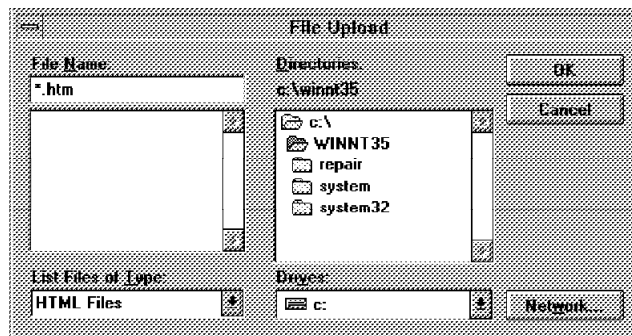 File Upload
File Name:
*.htm
Directories:
c:\winnt35
c:\
WINNT35
repair
system
system32
OK
Cancel
List Files of Type:
HTML Files
Drives:
c:
Network...